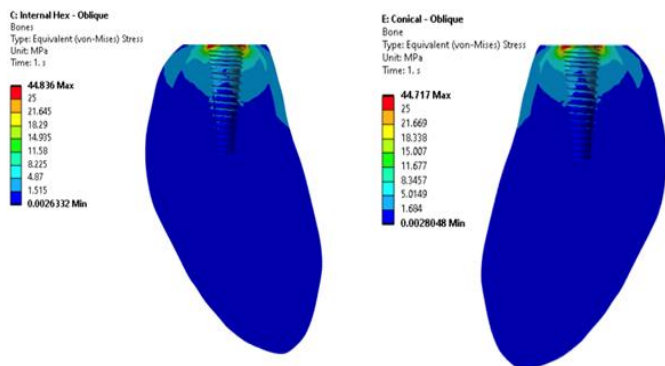 C: Internal Hex - Oblique
Bones
Type: Equivalent (von-Mises) Stress
Unit: MPa
Time: 1. s
44.836 Max
25
21.645
18.29
14.935
11.58
8.225
4.87
1.515
0.0026332 Min
E: Conical - Oblique
Bone
Type: Equivalent (von-Mises) Stress
Unit: MPa
Time: 1. s
44.717 Max
25
21.669
18.338
15.007
11.677
8.3457
5.0149
1.684
0.0028048 Min